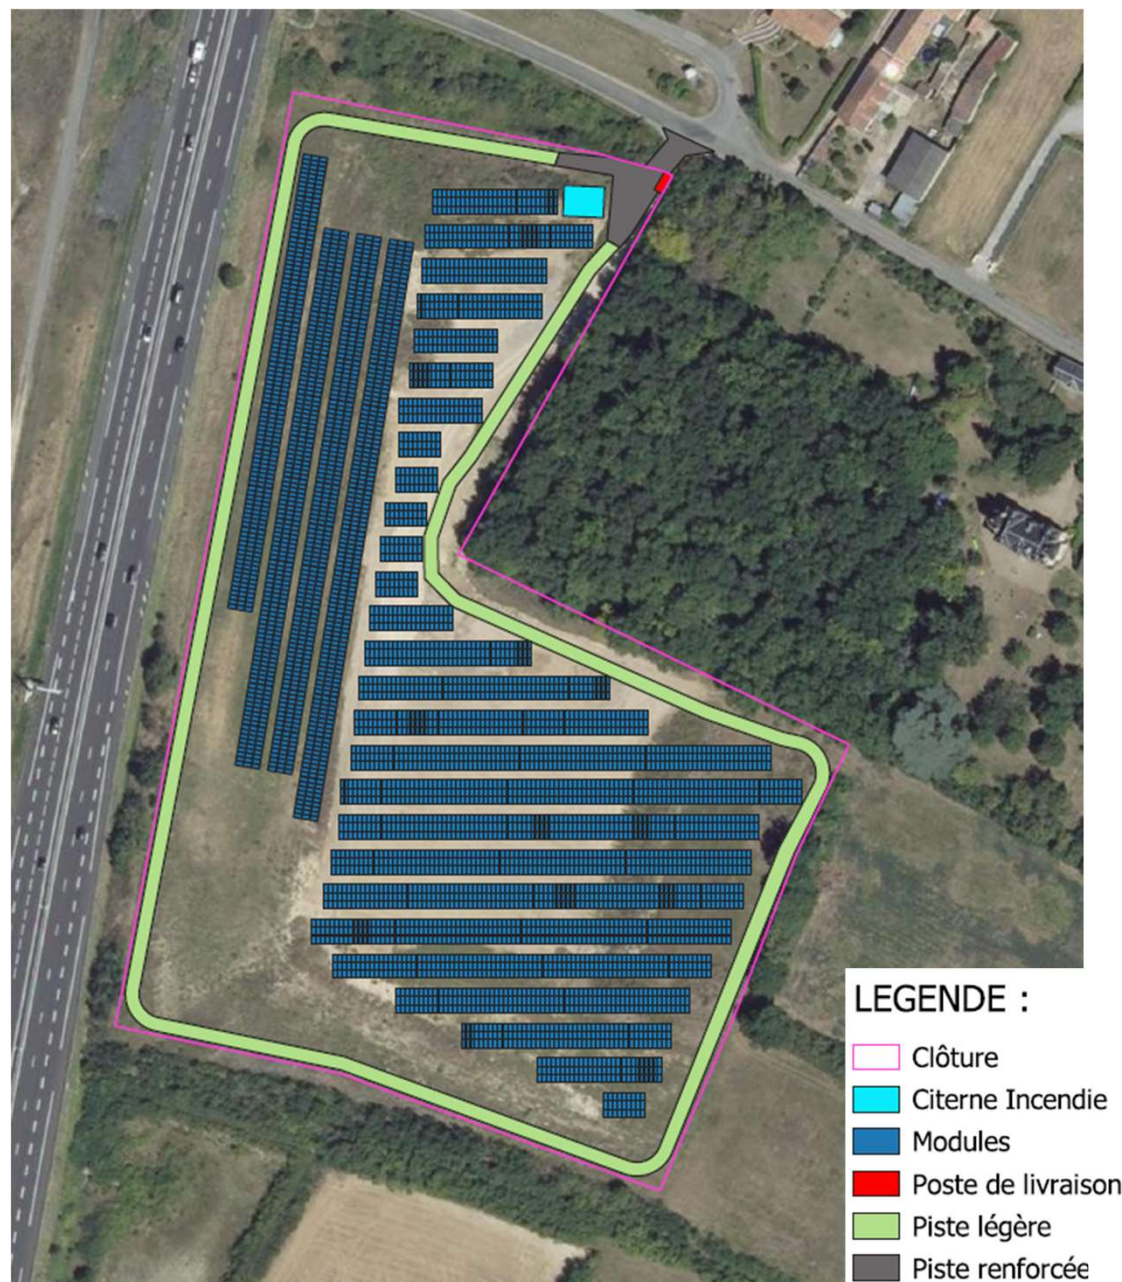 LEGENDE :
Clôture
Citerne Incendie
Modules
Poste de livraison
Piste légère
Piste renforcée